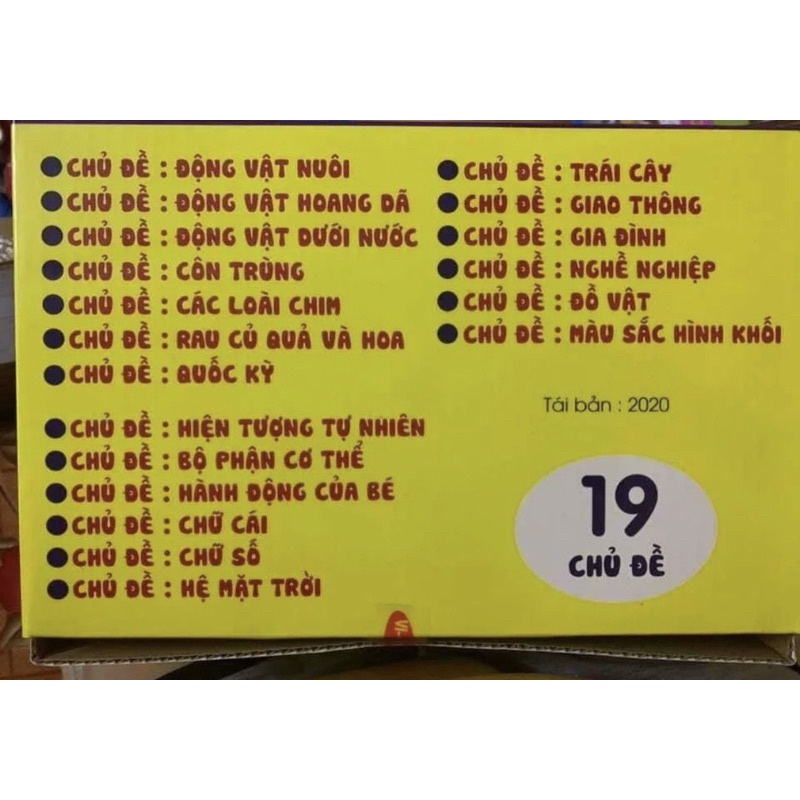 ● CHỦ ĐỀ : ĐỘNG VẬT NUÔI
● CHỦ ĐỀ : ĐỘNG VẬT HOANG DÃ
● CHỦ ĐỀ : ĐỘNG VẬT DƯỚI NƯỚC
● CHỦ ĐỀ : CÔN TRÙNG
● CHỦ ĐỀ : CÁC LOÀI CHIM
● CHỦ ĐỀ : RAU CỦ QUẢ VÀ HOA
● CHỦ ĐỀ : QUỐC KỲ
● CHỦ ĐỀ : HIỆN TƯỢNG TỰ NHIÊN
● CHỦ ĐỀ : BỘ PHẬN CƠ THỂ
● CHỦ ĐỀ : HÀNH ĐỘNG CỦA BÉ
● CHỦ ĐỀ : CHỮ CÁI
● CHỦ ĐỀ : CHỮ SỐ
● CHỦ ĐỀ : HỆ MẶT TRỜI
● CHỦ ĐỀ : TRÁI CÂY
● CHỦ ĐỀ : GIAO THÔNG
● CHỦ ĐỀ : GIA ĐÌNH
● CHỦ ĐỀ : NGHỀ NGHIỆP
● CHỦ ĐỀ : ĐỒ VẬT
● CHỦ ĐỀ : MÀU SẮC HÌNH KHỐI
Tái bản : 2020
19
CHỦ ĐỀ